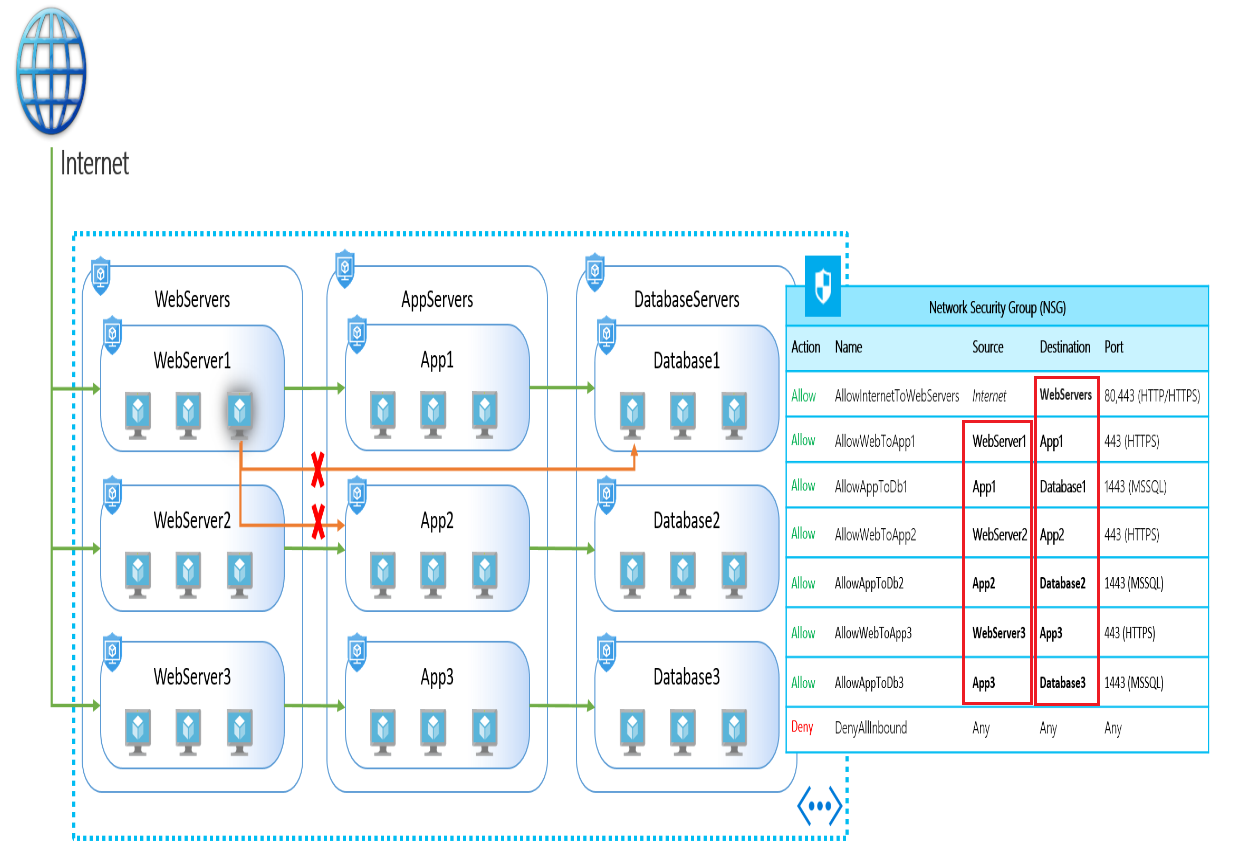 Internet
WebServers
AppServers
DatabaseServers
WebServer1
App1
Database1
WebServer2
App2
Database2
WebServer3
App3
Database3
Network Security Group (NSG)
Action Name Source Destination Port
Allow AllowInternetToWebServers Internet WebServers 80,443 (HTTP/HTTPS)
Allow AllowWebToApp1 WebServer1 App1 443 (HTTPS)
Allow AllowAppToDb1 App1 Database1 1443 (MSSQL)
Allow AllowWebToApp2 WebServer2 App2 443 (HTTPS)
Allow AllowAppToDb2 App2 Database2 1443 (MSSQL)
Allow AllowWebToApp3 WebServer3 App3 443 (HTTPS)
Allow AllowAppToDb3 App3 Database3 1443 (MSSQL)
Deny DenyAllInbound Any Any Any